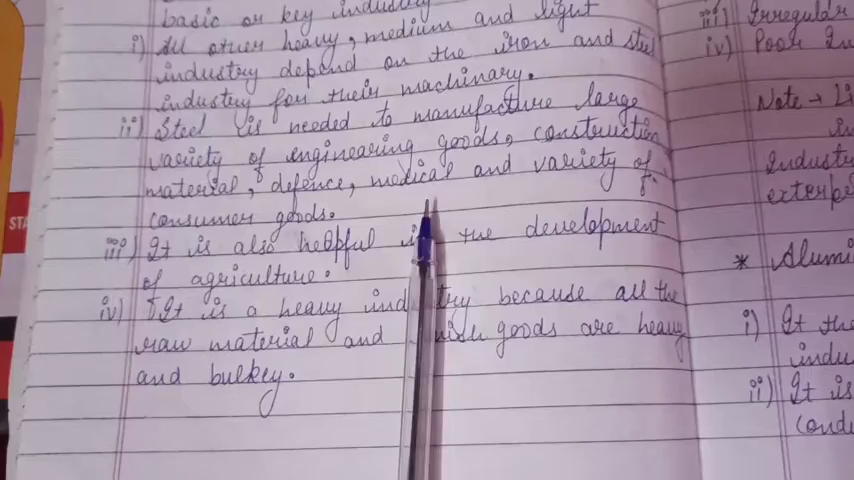 basic or key industry
i) All other heavy, medium and light
industry depend on the iron and steel
industry for their machinary.
ii) Steel is needed to manufacture large
variety of enginearing goods, construction
material, defence, medical and variety of
consumer goods.
iii) It is also helpful in the development
of agriculture.
iv) It is a heavy industry because all the
raw material and finish goods are heavy
and bulkey.
iii) Irregular
iv) Poor
Note →
Industry
* Alumi
i) It the
indu
ii) It is
Condu
STA